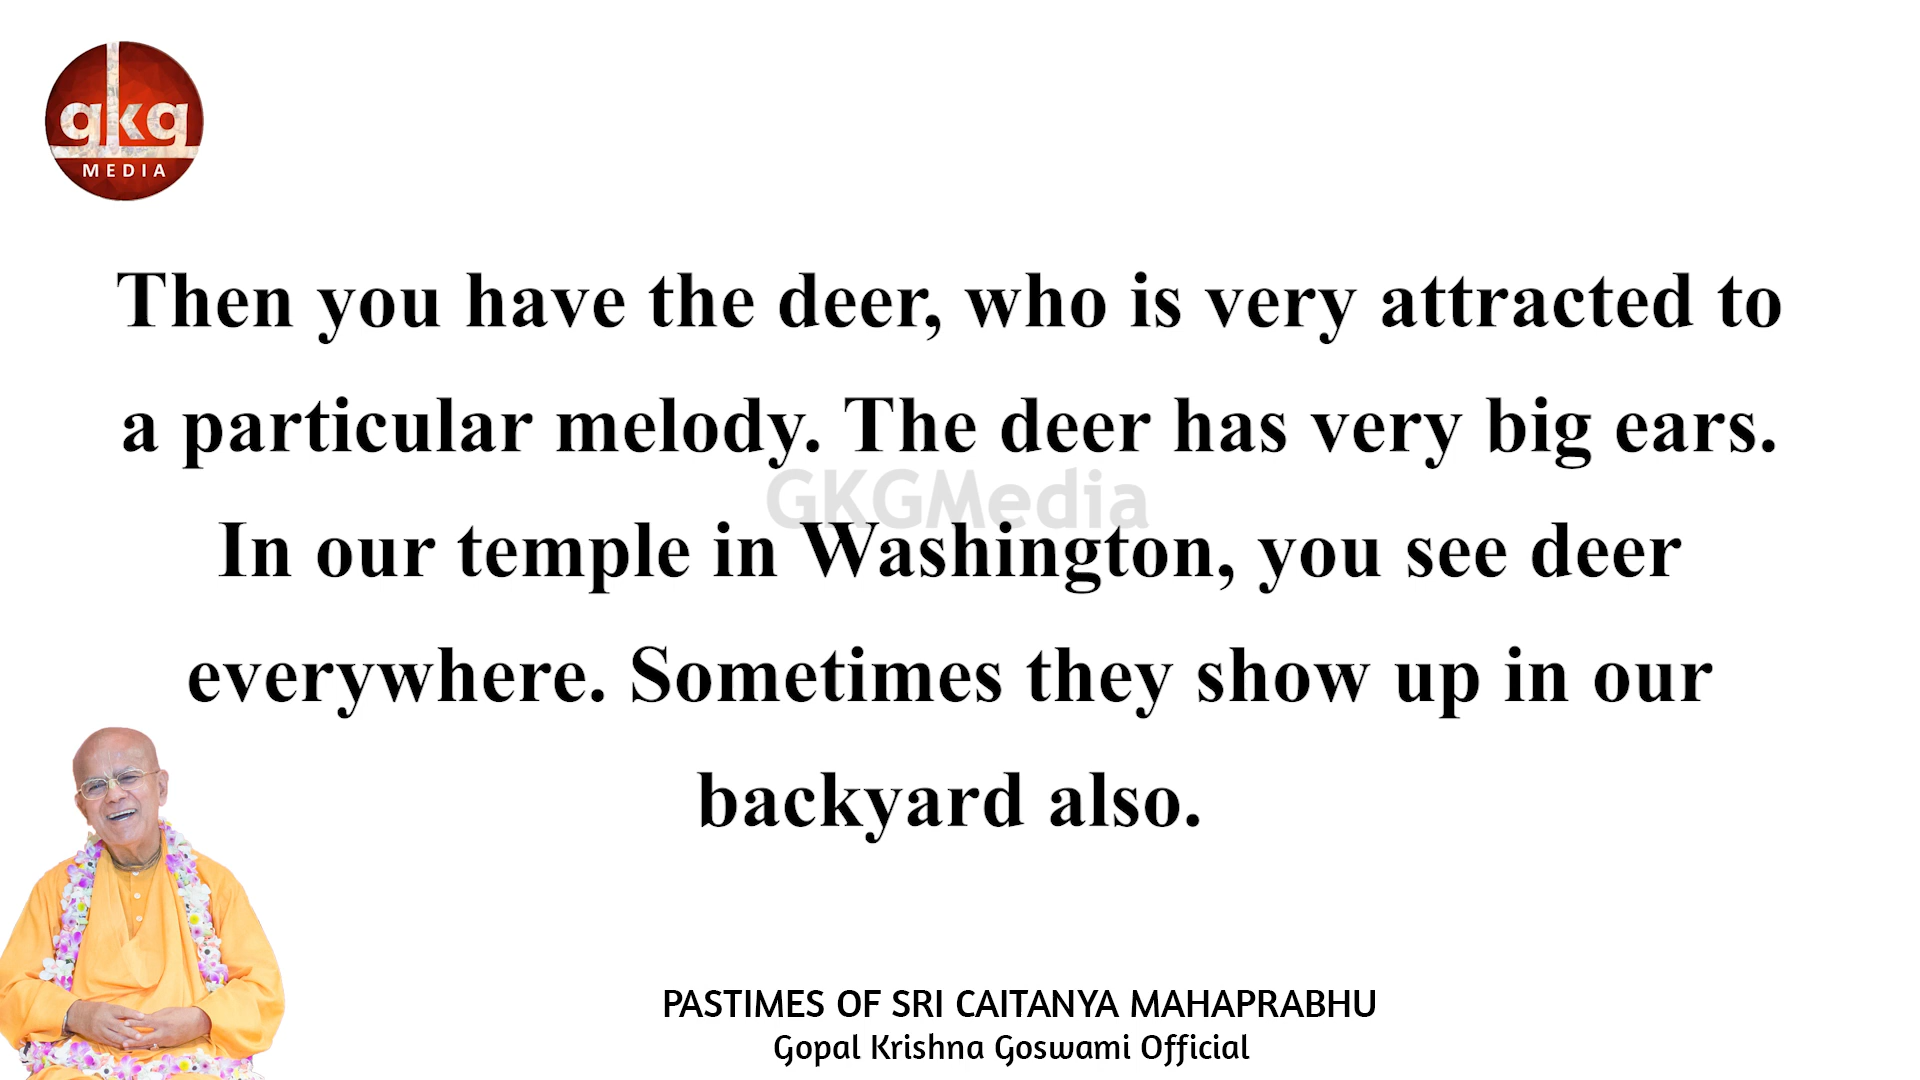 gkg
MEDIA
Then you have the deer, who is very attracted to
a particular melody. The deer has very big ears.
GKGMedia
In our temple in Washington, you see deer
everywhere. Sometimes they show up in our
backyard also.
PASTIMES OF SRI CAITANYA MAHAPRABHU
Gopal Krishna Goswami Official